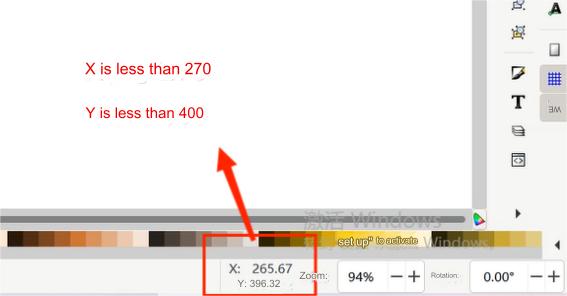 X is less than 270
Y is less than 400
激活 Windows
set up" to activate Windows
X: 265.67
Y: 396.32
Zoom:
94%
Rotation:
0.00°